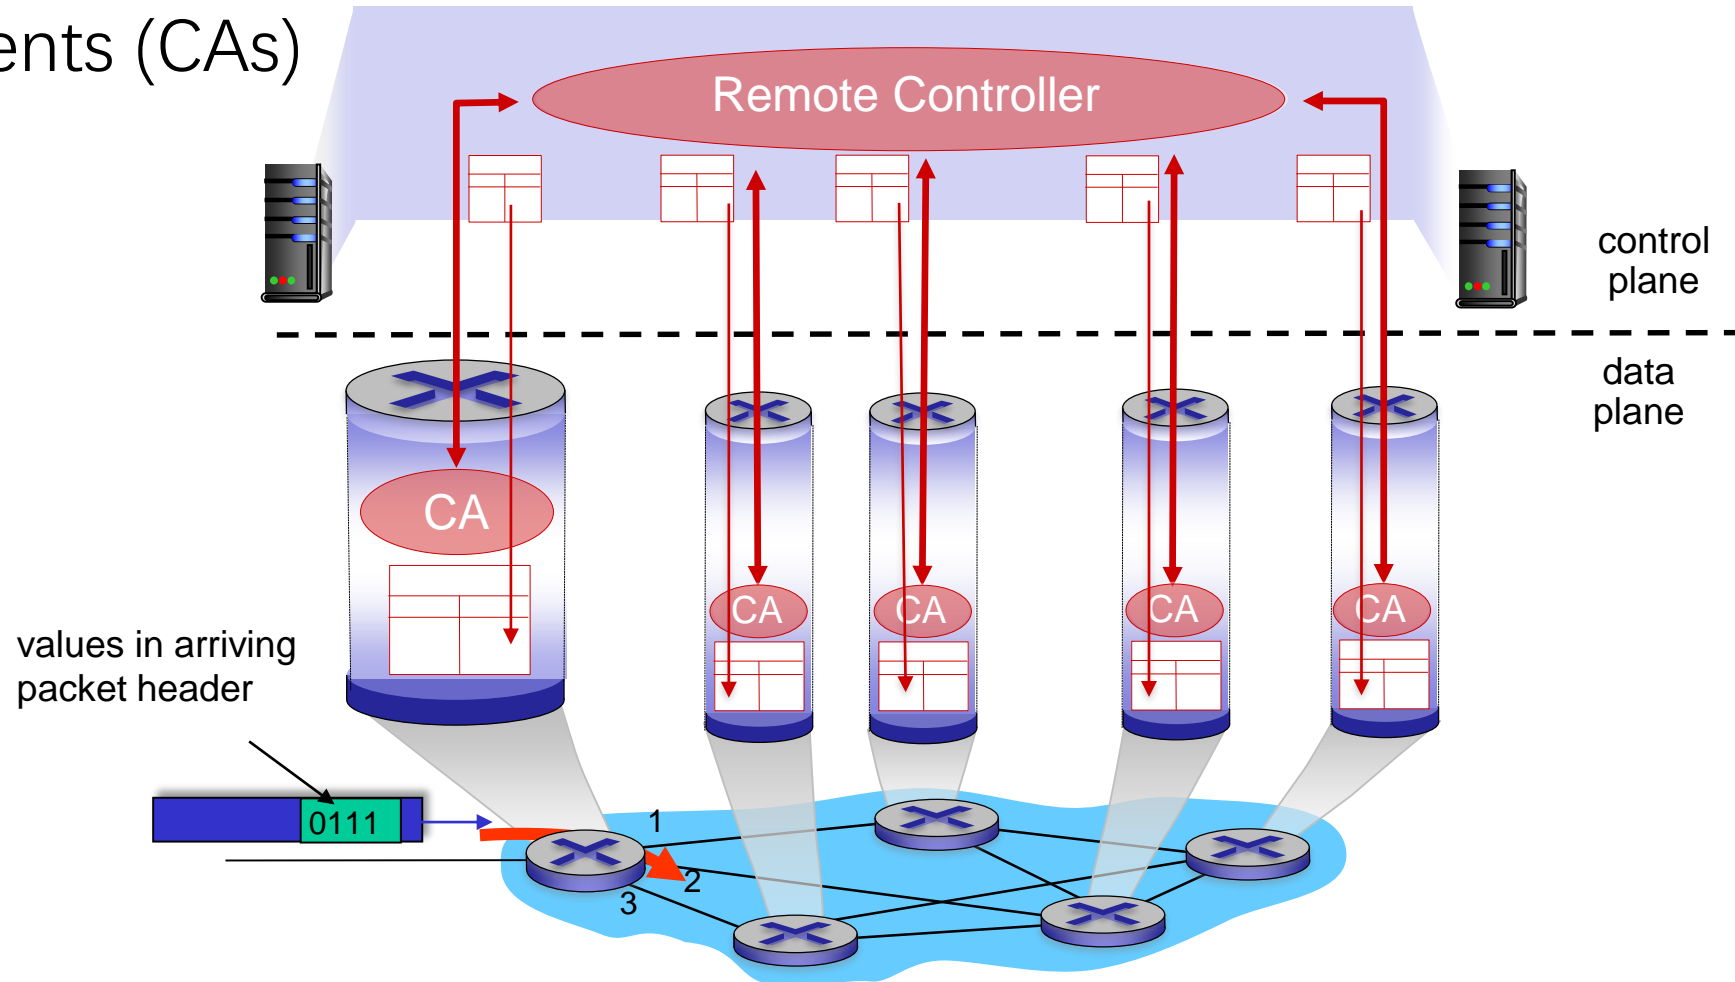 ents (CAs)
Remote Controller
control
plane
data
plane
CA
CA
CA
CA
CA
values in arriving
packet header
0111
1
2
3